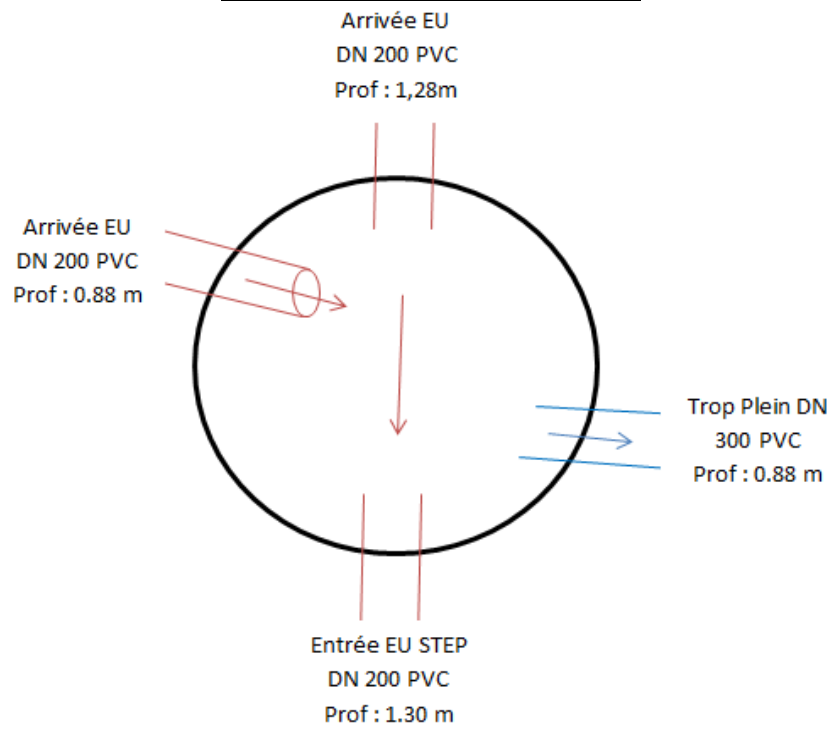 Arrivée EU
DN 200 PVC
Prof : 1,28m
Arrivée EU
DN 200 PVC
Prof : 0.88 m
Trop Plein DN
300 PVC
Prof : 0.88 m
Entrée EU STEP
DN 200 PVC
Prof : 1.30 m